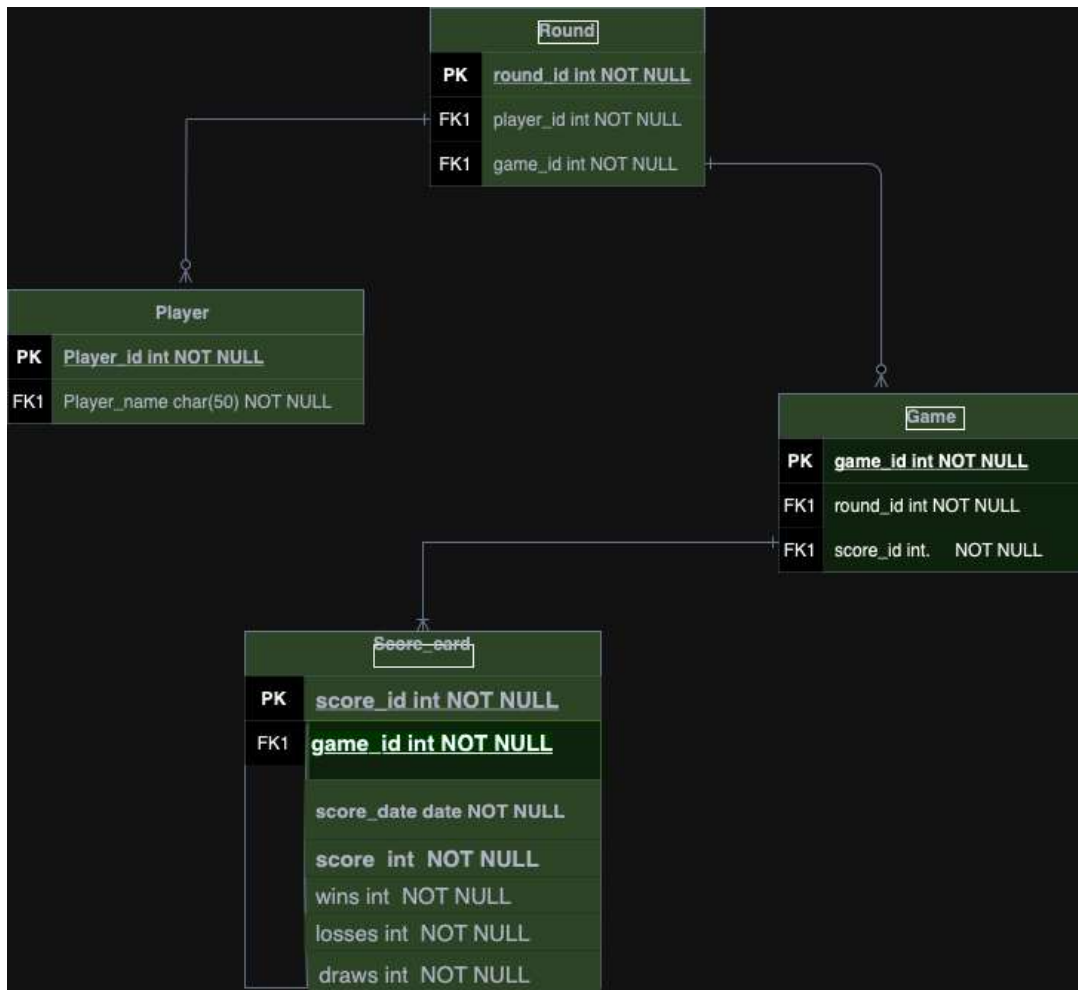 Round
PK round_id int NOT NULL
FK1 player_id int NOT NULL
FK1 game_id int NOT NULL
Player
PK Player_id int NOT NULL
FK1 Player_name char(50) NOT NULL
Game
PK game_id int NOT NULL
FK1 round_id int NOT NULL
FK1 score_id int. NOT NULL
Score_card
PK score_id int NOT NULL
FK1 game_id int NOT NULL
score_date date NOT NULL
score int NOT NULL
wins int NOT NULL
losses int NOT NULL
draws int NOT NULL